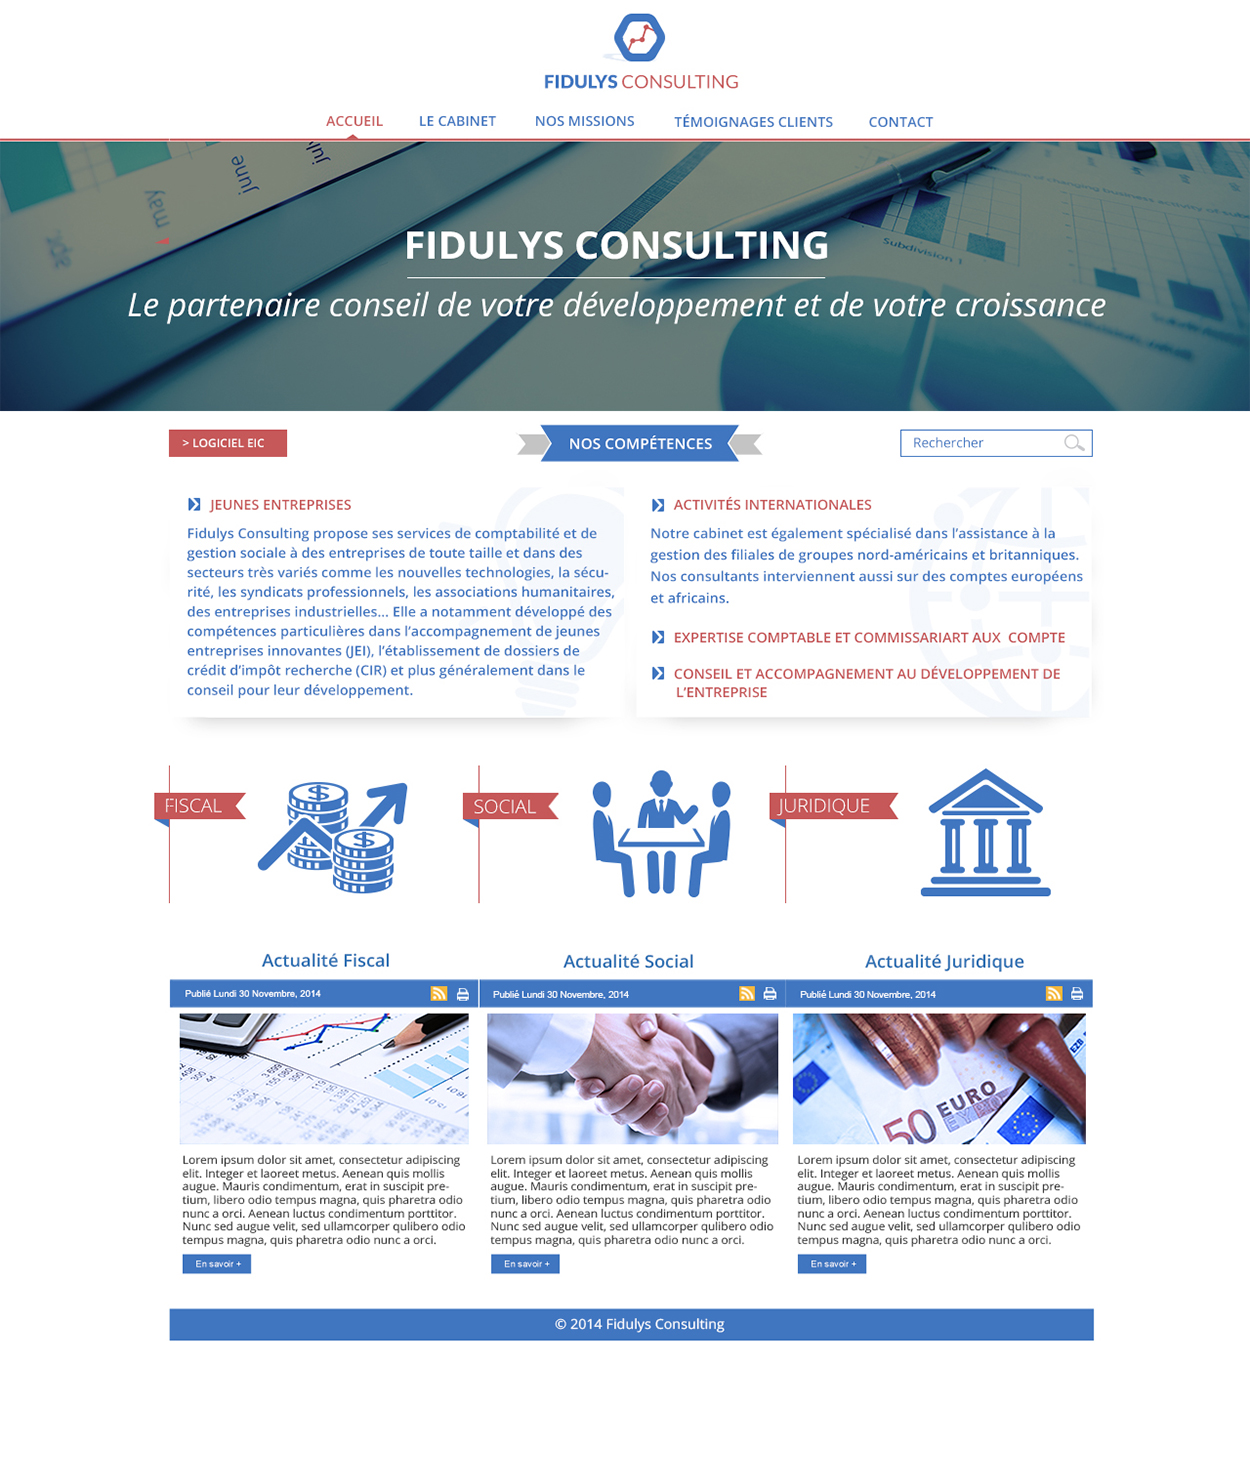 FIDULYS CONSULTING
ACCUEIL
LE CABINET
NOS MISSIONS
TÉMOIGNAGES CLIENTS
CONTACT
may
june
july
Subdivision 1
FIDULYS CONSULTING
Le partenaire conseil de votre développement et de votre croissance
> LOGICIEL EIC
NOS COMPÉTENCES
Rechercher
JEUNES ENTREPRISES
Fidulys Consulting propose ses services de comptabilité et de
gestion sociale à des entreprises de toute taille et dans des
secteurs très variés comme les nouvelles technologies, la sécu-
rité, les syndicats professionnels, les associations humanitaires,
des entreprises industrielles... Elle a notamment développé des
compétences particulières dans l'accompagnement de jeunes
entreprises innovantes (JEI), l'établissement de dossiers de
crédit d'impôt recherche (CIR) et plus généralement dans le
conseil pour leur développement.
ACTIVITÉS INTERNATIONALES
Notre cabinet est également spécialisé dans l'assistance à la
gestion des filiales de groupes nord-américains et britanniques.
Nos consultants interviennent aussi sur des comptes européens
et africains.
EXPERTISE COMPTABLE ET COMMISSARIART AUX COMPTE
CONSEIL ET ACCOMPAGNEMENT AU DÉVELOPPEMENT DE
L'ENTREPRISE
FISCAL
SOCIAL
JURIDIQUE
Actualité Fiscal
Publié Lundi 30 Novembre, 2014
Lorem ipsum dolor sit amet, consectetur adipiscing
elit. Integer et laoreet metus. Aenean quis mollis
augue. Mauris condimentum, erat in suscipit pre-
tium, libero odio tempus magna, quis pharetra odio
nunc a orci. Aenean luctus condimentum porttitor.
Nunc sed augue velit, sed ullamcorper qulibero odio
tempus magna, quis pharetra odio nunc a orci.
En savoir +
Actualité Social
Publié Lundi 30 Novembre, 2014
Lorem ipsum dolor sit amet, consectetur adipiscing
elit. Integer et laoreet metus. Aenean quis mollis
augue. Mauris condimentum, erat in suscipit pre-
tium, libero odio tempus magna, quis pharetra odio
nunc a orci. Aenean luctus condimentum porttitor.
Nunc sed augue velit, sed ullamcorper qulibero odio
tempus magna, quis pharetra odio nunc a orci.
En savoir +
Actualité Juridique
Publié Lundi 30 Novembre, 2014
50 EURO
Lorem ipsum dolor sit amet, consectetur adipiscing
elit. Integer et laoreet metus. Aenean quis mollis
augue. Mauris condimentum, erat in suscipit pre-
tium, libero odio tempus magna, quis pharetra odio
nunc a orci. Aenean luctus condimentum porttitor.
Nunc sed augue velit, sed ullamcorper qulibero odio
tempus magna, quis pharetra odio nunc a orci.
En savoir +
© 2014 Fidulys Consulting